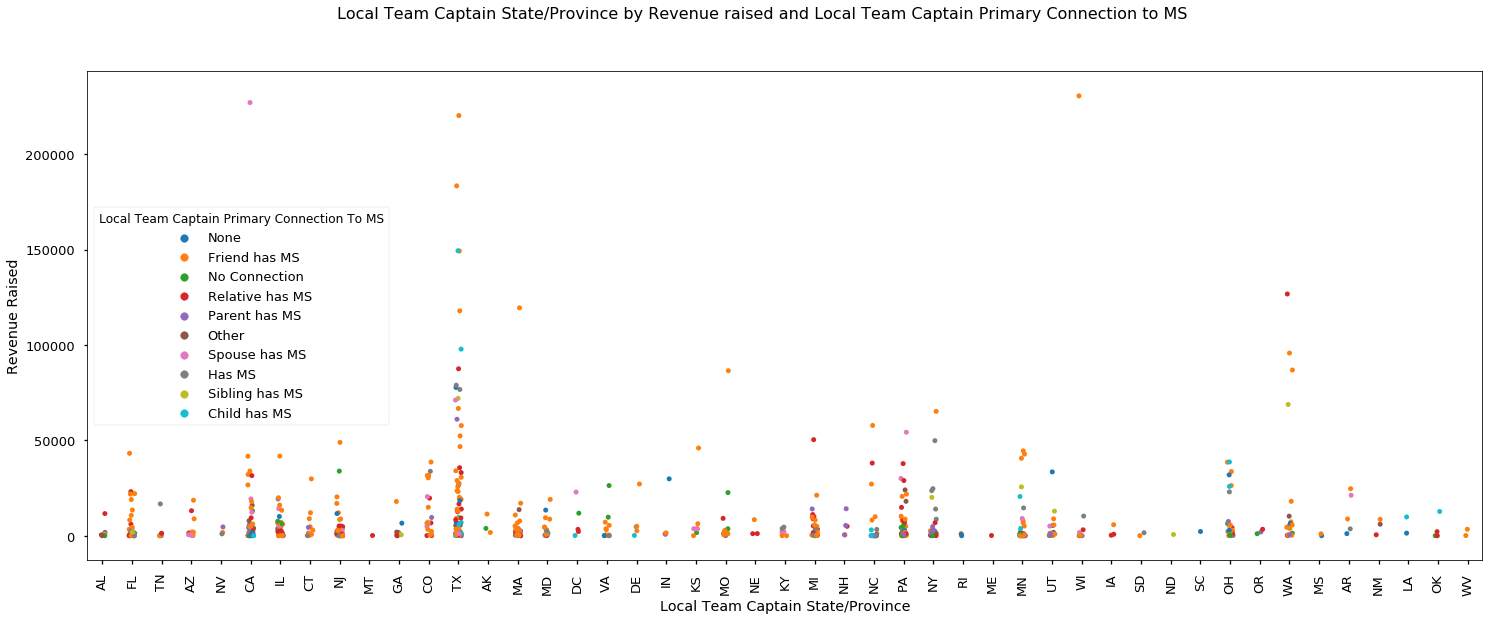 Local Team Captain State/Province by Revenue raised and Local Team Captain Primary Connection to MS
Revenue Raised
200000
150000
100000
50000
0
Local Team Captain Primary Connection To MS
None
Friend has MS
No Connection
Relative has MS
Parent has MS
Other
Spouse has MS
Has MS
Sibling has MS
Child has MS
AL FL TN AZ NV CA IL CT NJ MT GA CO TX AK MA MD DC VA DE IN KS MO NE KY MI NH NC PA NY RI ME MN UT WI IA SD ND SC OH OR WA MS AR NM LA OK WV
Local Team Captain State/Province